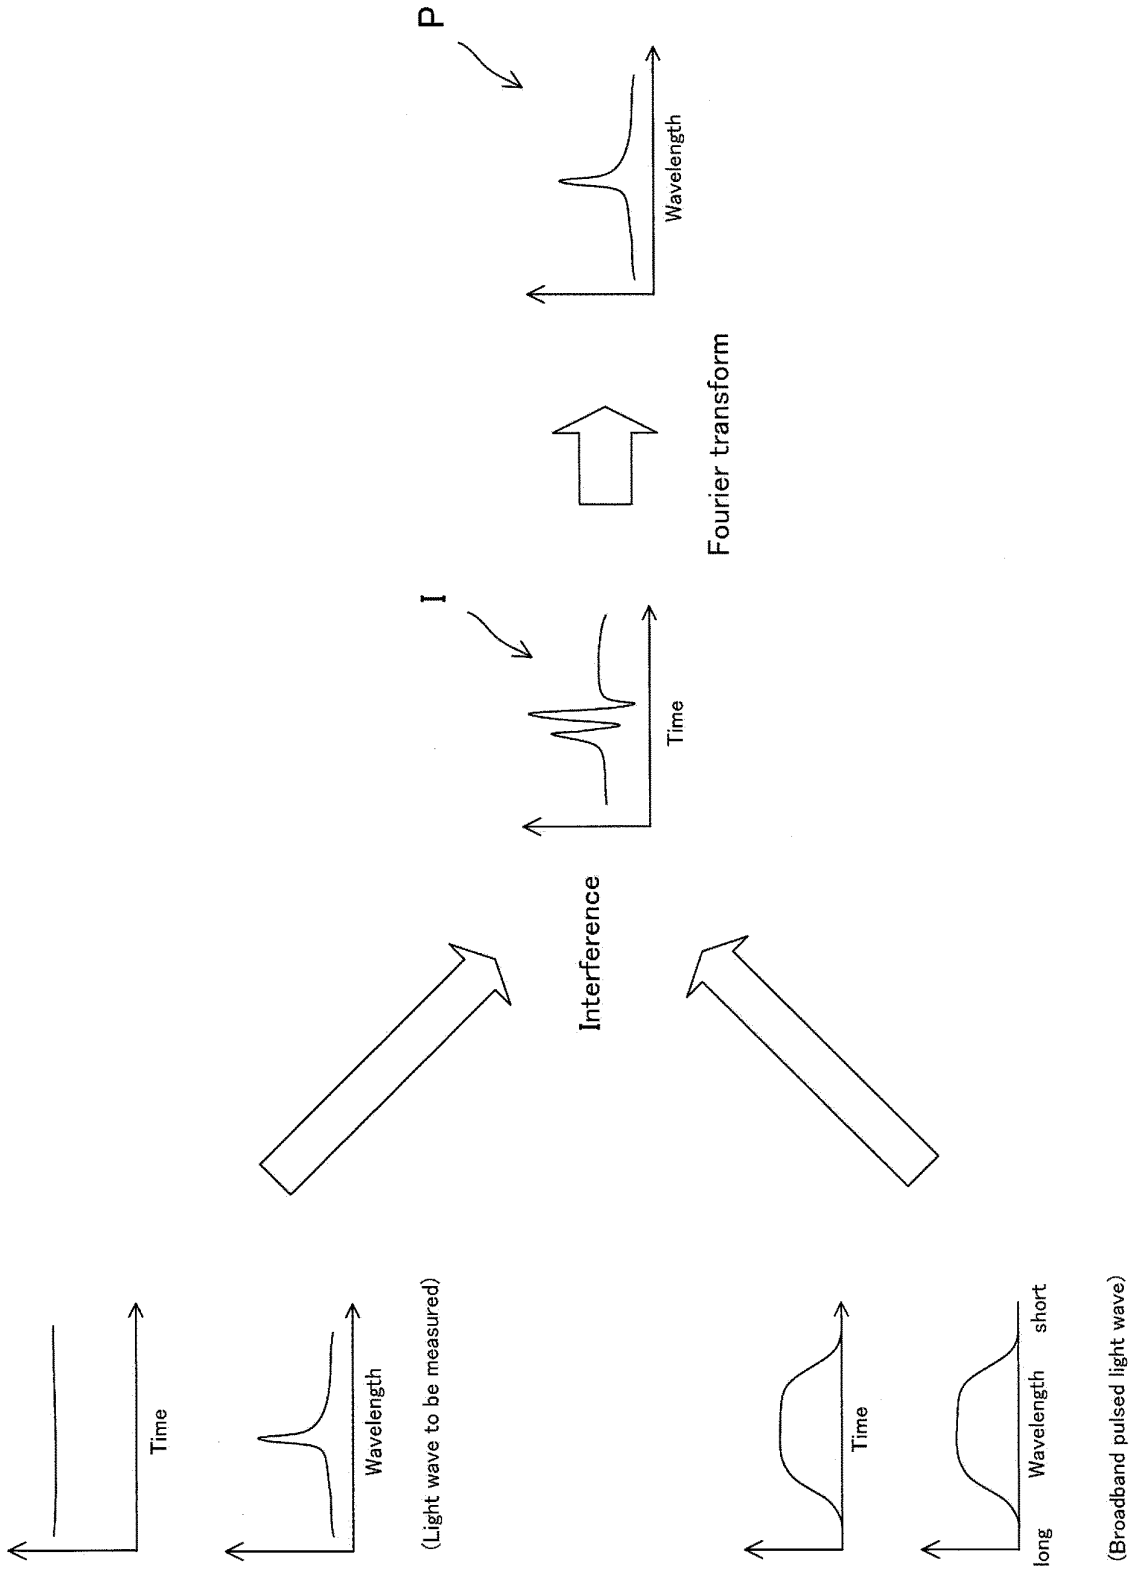 Time
Wavelength
(Light wave to be measured)
Time
long
Wavelength
short
(Broadband pulsed light wave)
Interference
I
Time
Fourier transform
P
Wavelength